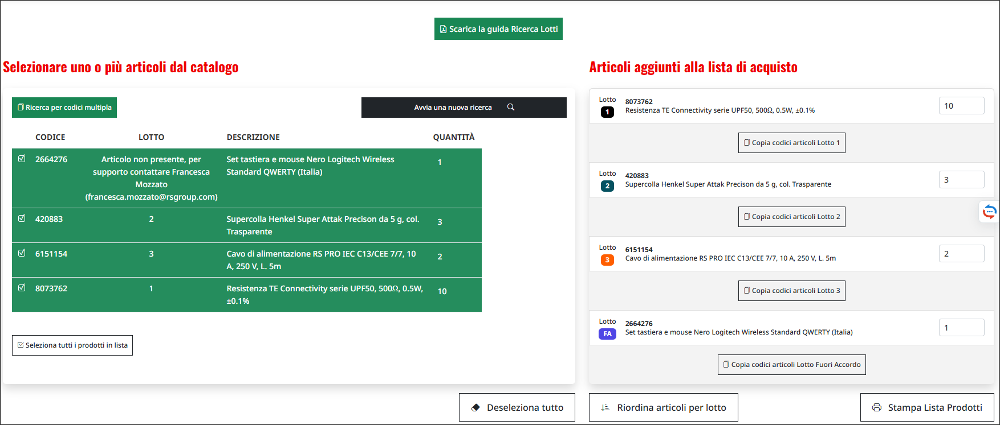 Scarica la guida Ricerca Lotti
Selezionare uno o più articoli dal catalogo
Ricerca per codici multipla
Avvia una nuova ricerca
CODICE LOTTO DESCRIZIONE QUANTITÀ
2664276 Articolo non presente, per Set tastiera e mouse Nero Logitech Wireless 1
supporto contattare Francesca Standard QWERTY (Italia)
Mozzato
(francesca.mozzato@rsgroup.com)
420883 2 Supercolla Henkel Super Attak Precison da 5 g, col. 3
Trasparente
6151154 3 Cavo di alimentazione RS PRO IEC C13/CEE 7/7, 10 2
A, 250 V, L. 5m
8073762 1 Resistenza TE Connectivity serie UPF50, 500Ω, 0.5W, 10
±0.1%
Seleziona tutti i prodotti in lista
Deseleziona tutto
Articoli aggiunti alla lista di acquisto
Lotto 8073762
1 Resistenza TE Connectivity serie UPF50, 500Ω, 0.5W, ±0.1% 10
Copia codici articoli Lotto 1
Lotto 420883
2 Supercolla Henkel Super Attak Precison da 5 g, col. Trasparente 3
Copia codici articoli Lotto 2
Lotto 6151154
3 Cavo di alimentazione RS PRO IEC C13/CEE 7/7, 10 A, 250 V, L. 5m 2
Copia codici articoli Lotto 3
Lotto 2664276
FA Set tastiera e mouse Nero Logitech Wireless Standard QWERTY (Italia) 1
Copia codici articoli Lotto Fuori Accordo
Riordina articoli per lotto
Stampa Lista Prodotti